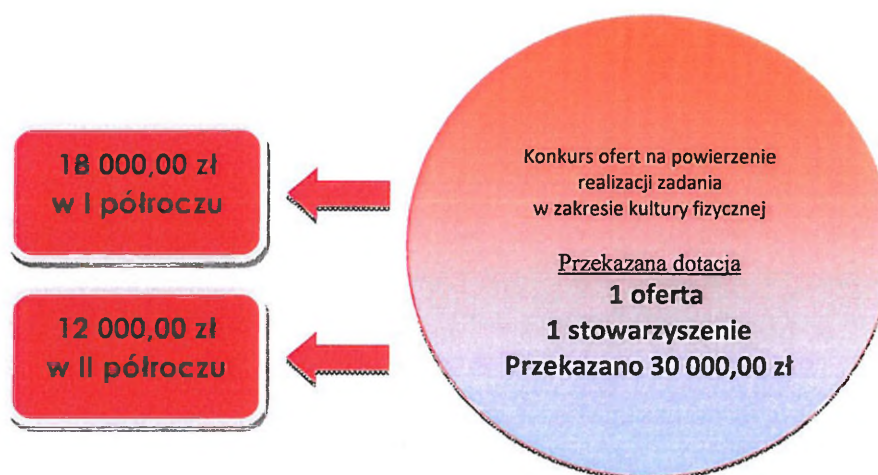 18 000,00 zł
w I półroczu
12 000,00 zł
w II półroczu
Konkurs ofert na powierzenie
realizacji zadania
w zakresie kultury fizycznej
Przekazana dotacja
1 oferta
1 stowarzyszenie
Przekazano 30 000,00 zł